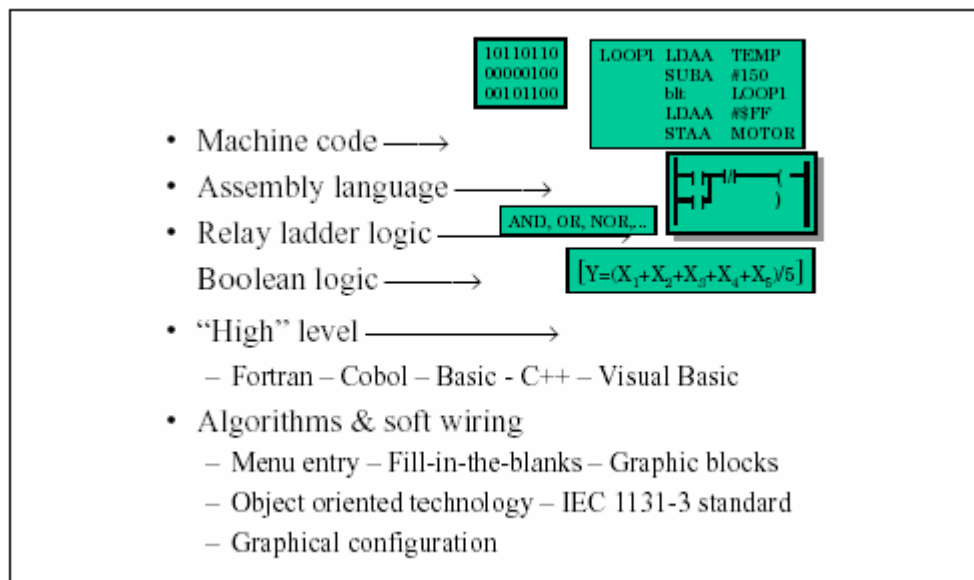 10110110
00000100
00101100
LOOP1 LDAA TEMP
SUBA #150
blt LOOP1
LDAA #$FF
STAA MOTOR
• Machine code
• Assembly language
• Relay ladder logic
AND, OR, NOR,...
Boolean logic
[Y=(X₁+X₂+X₃+X₄+X₅)/5]
• “High” level
– Fortran – Cobol – Basic - C++ – Visual Basic
• Algorithms & soft wiring
– Menu entry – Fill-in-the-blanks – Graphic blocks
– Object oriented technology – IEC 1131-3 standard
– Graphical configuration